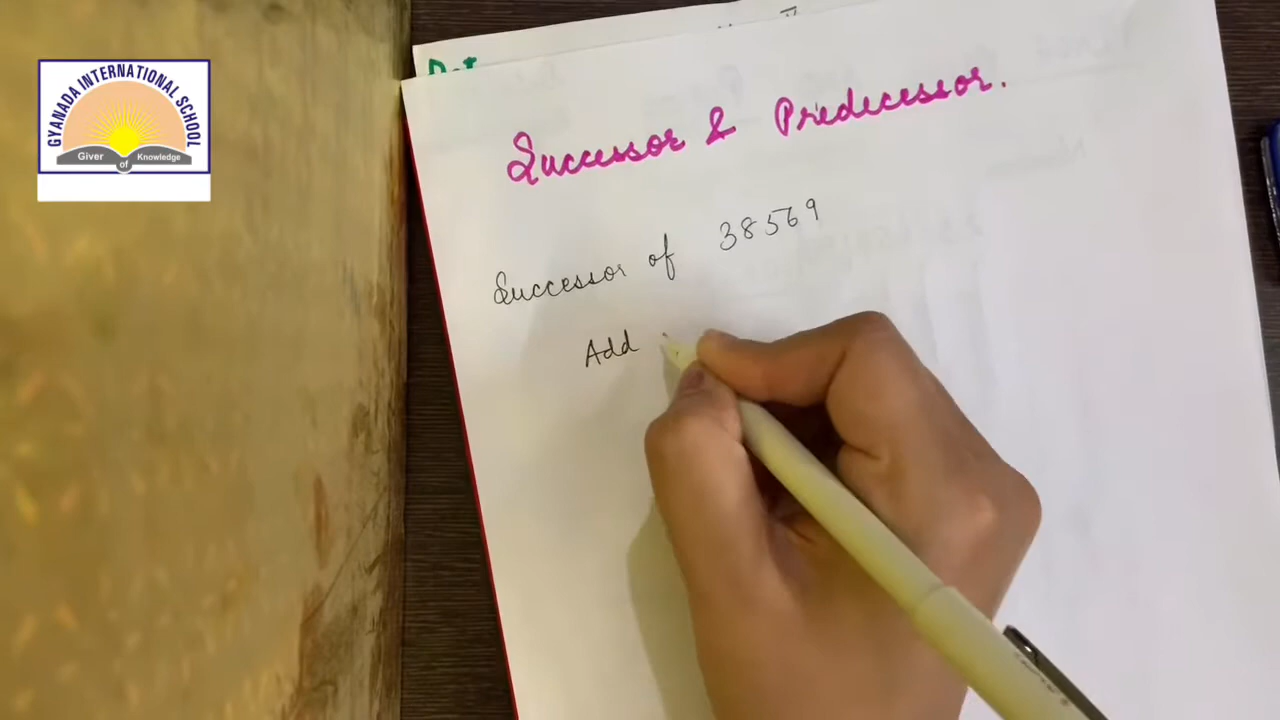 GYANADA INTERNATIONAL SCHOOL
Giver of Knowledge
Successor & Predecessor.
Successor of 38569
Add